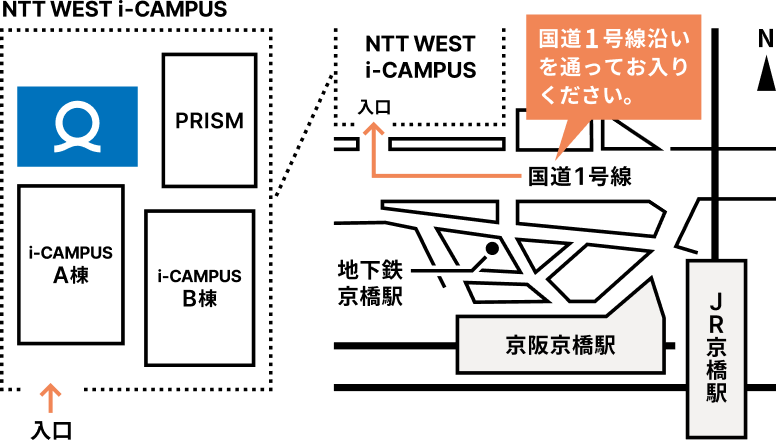 NTT WEST i-CAMPUS
PRISM
i-CAMPUS
A棟
i-CAMPUS
B棟
入口
NTT WEST
i-CAMPUS
入口
国道1号線沿い
を通ってお入り
ください。
N
国道1号線
地下鉄
京橋駅
京阪京橋駅
JR京橋駅